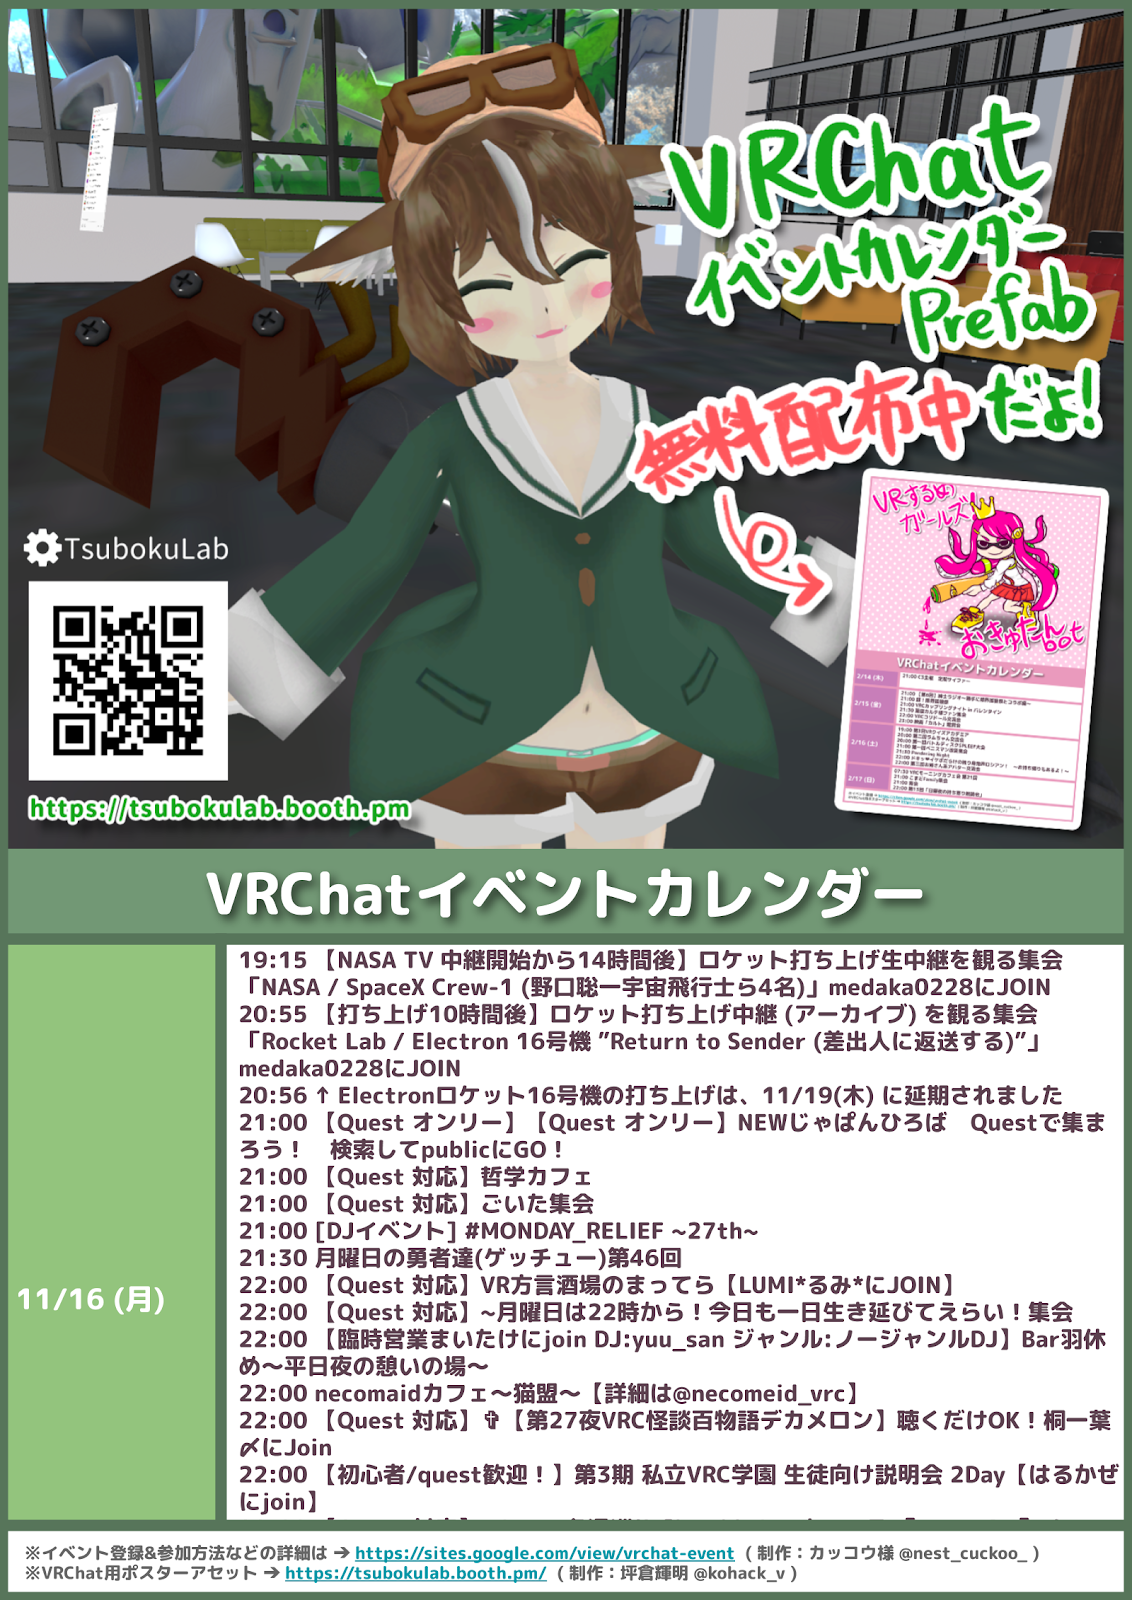 VRChat
イベントカレンダー
Prefab
無料配布中だよ!
VRするめ
ガールズ
おきゅたん
bot
VRChatイベントカレンダー
2/14 (木)
2/15 (金)
2/16 (土)
2/17 (日)
TsubokuLab
https://tsubokulab.booth.pm
VRChatイベントカレンダー
11/16 (月)
19:15 【NASA TV 中継開始から14時間後】ロケット打ち上げ生中継を観る集会
「NASA / SpaceX Crew-1 (野口聡一宇宙飛行士ら4名)」medaka0228にJOIN
20:55 【打ち上げ10時間後】ロケット打ち上げ中継 (アーカイブ) を観る集会
「Rocket Lab / Electron 16号機 ”Return to Sender (差出人に返送する)”」
medaka0228にJOIN
20:56 ↑ Electronロケット16号機の打ち上げは、11/19(木) に延期されました
21:00 【Quest オンリー】【Quest オンリー】NEWじゃぱんひろば　Questで集ま
ろう！　検索してpublicにGO！
21:00 【Quest 対応】哲学カフェ
21:00 【Quest 対応】ごいた集会
21:00 [DJイベント] #MONDAY_RELIEF ~27th~
21:30 月曜日の勇者達(ゲッチュー)第46回
22:00 【Quest 対応】VR方言酒場のまってら【LUMI*るみ*にJOIN】
22:00 【Quest 対応】~月曜日は22時から！今日も一日生き延びてえらい！集会
22:00 【臨時営業まいたけにjoin DJ:yuu_san ジャンル:ノージャンルDJ】Bar羽休
め～平日夜の憩いの場～
22:00 necomaidカフェ～猫盟～【詳細は@necomeid_vrc】
22:00 【Quest 対応】✞【第27夜VRC怪談百物語デカメロン】聴くだけOK！桐一葉
〆にJoin
22:00 【初心者/quest歓迎！】第3期 私立VRC学園 生徒向け説明会 2Day【はるかぜ
にjoin】
※イベント登録&参加方法などの詳細は → https://sites.google.com/view/vrchat-event ( 制作：カッコウ様 @nest_cuckoo_ )
※VRChat用ポスターアセット → https://tsubokulab.booth.pm/ ( 制作：坪倉輝明 @kohack_v )